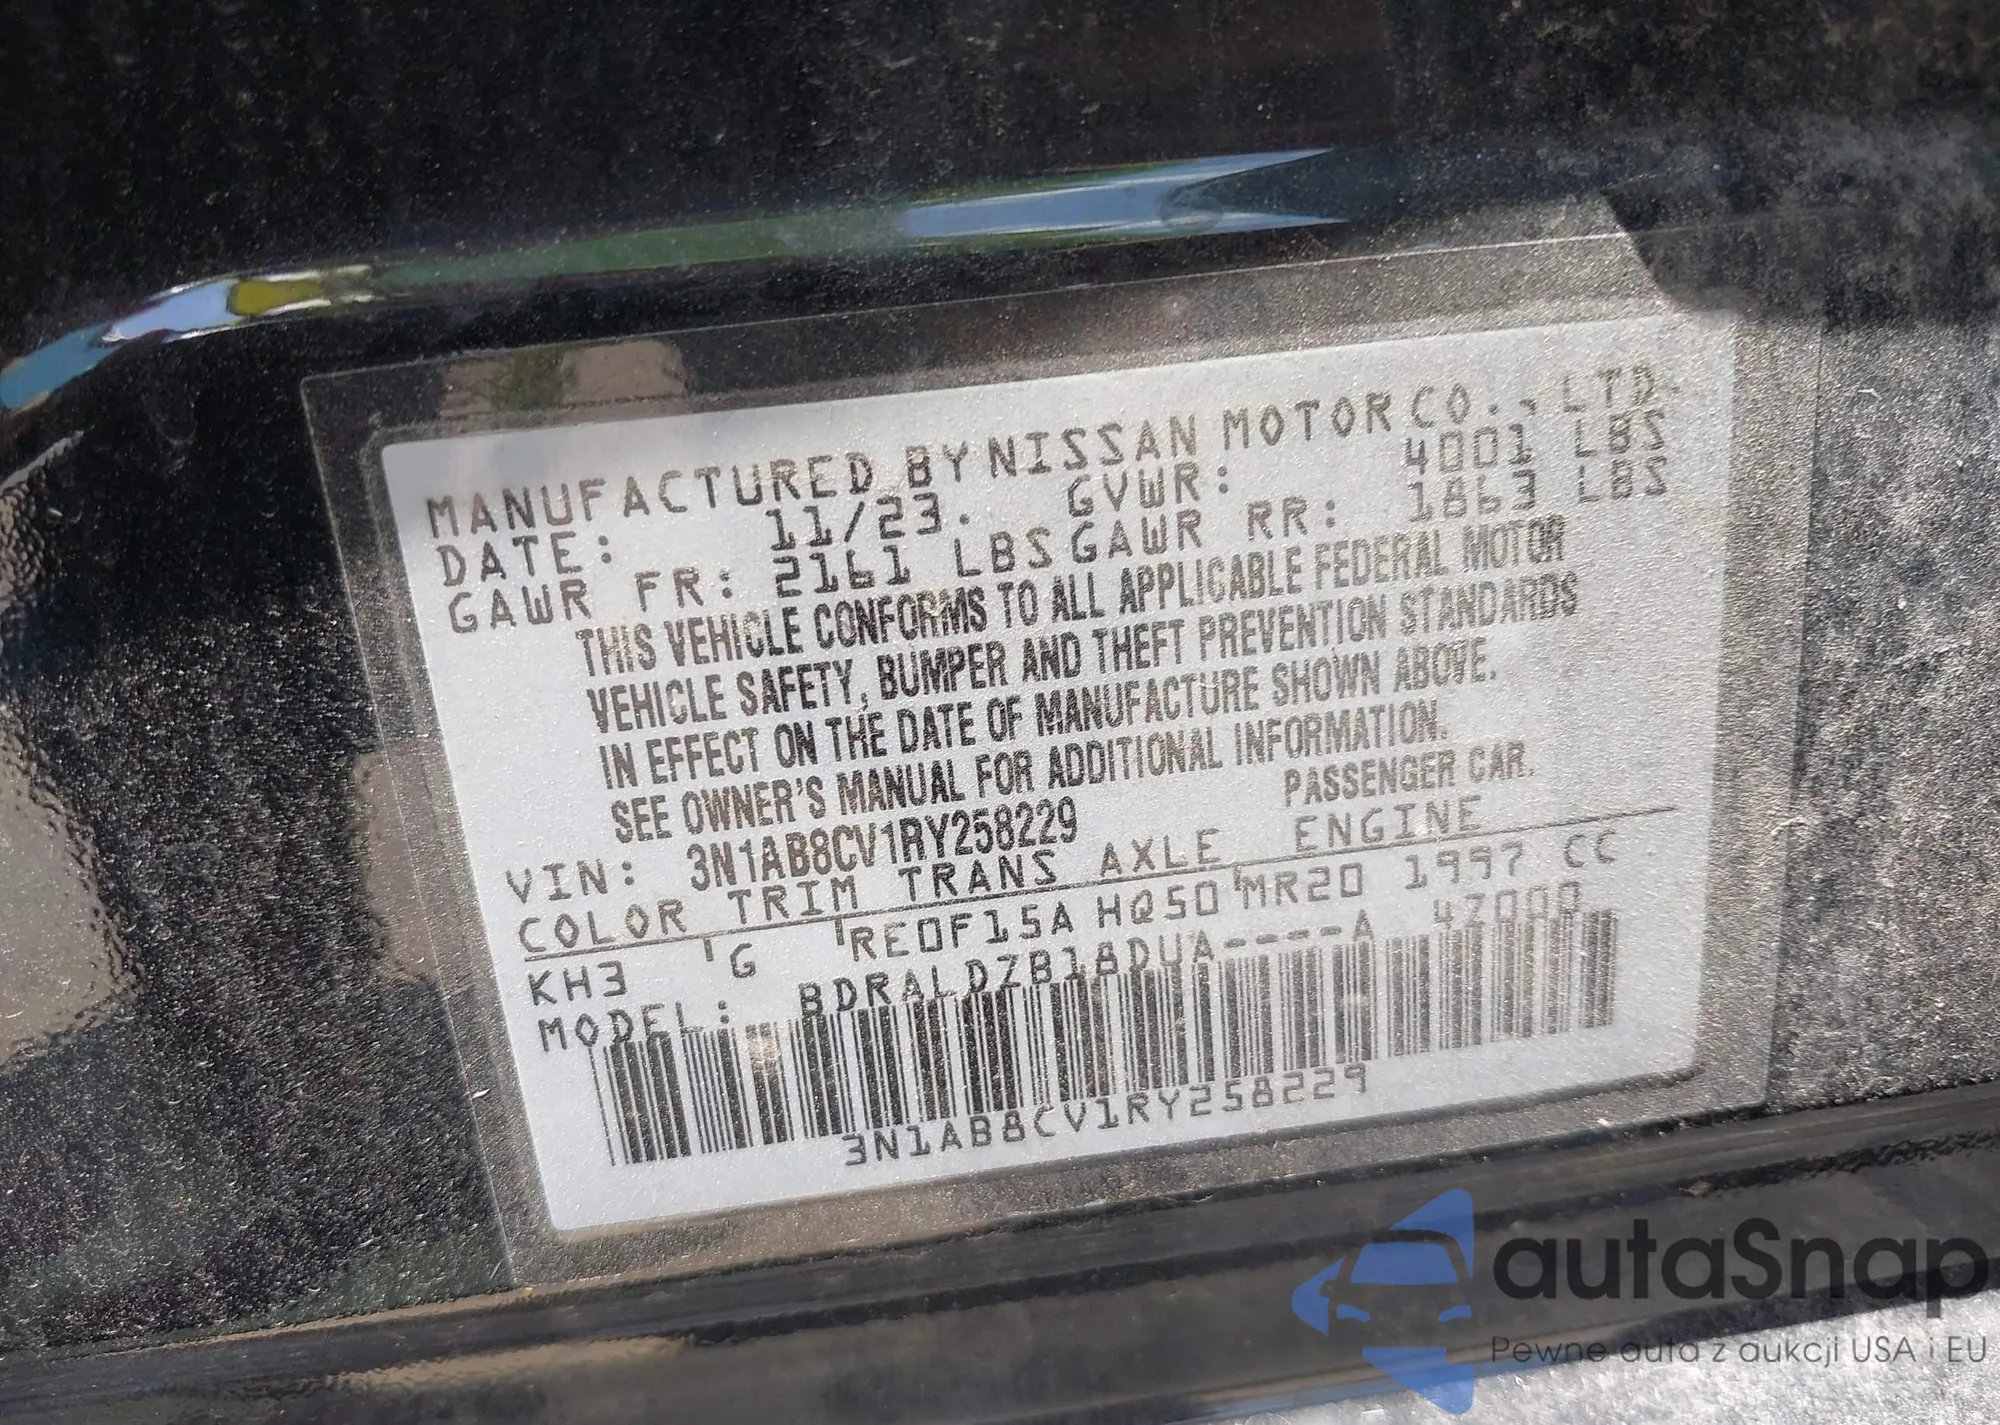 MANUFACTURED BY NISSAN MOTOR CO., LTD.
DATE: 11/23. GVWR: 4001 LBS
GAWR FR: 2161 LBS GAWR RR: 1863 LBS
THIS VEHICLE CONFORMS TO ALL APPLICABLE FEDERAL MOTOR
VEHICLE SAFETY, BUMPER AND THEFT PREVENTION STANDARDS
IN EFFECT ON THE DATE OF MANUFACTURE SHOWN ABOVE.
SEE OWNER'S MANUAL FOR ADDITIONAL INFORMATION.
VIN: 3N1AB8CV1RY258229 PASSENGER CAR.
COLOR TRIM TRANS AXLE ENGINE
KH3 G RE0F15A HQ50 MR20 1997 CC
MODEL: BDRALDZB18DUA----A 4Z000
3N1AB8CV1RY258229
autaSnap
Pewne auta z aukcji USA i EU